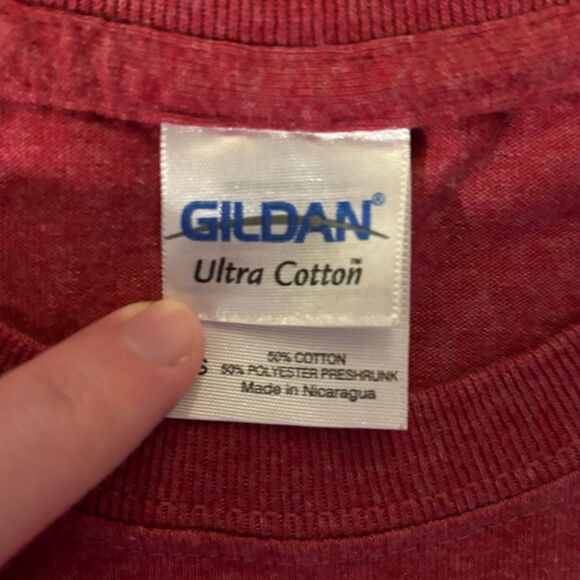 GILDAN®
Ultra Cotton™
S
50% COTTON
50% POLYESTER PRESHRUNK
Made in Nicaragua